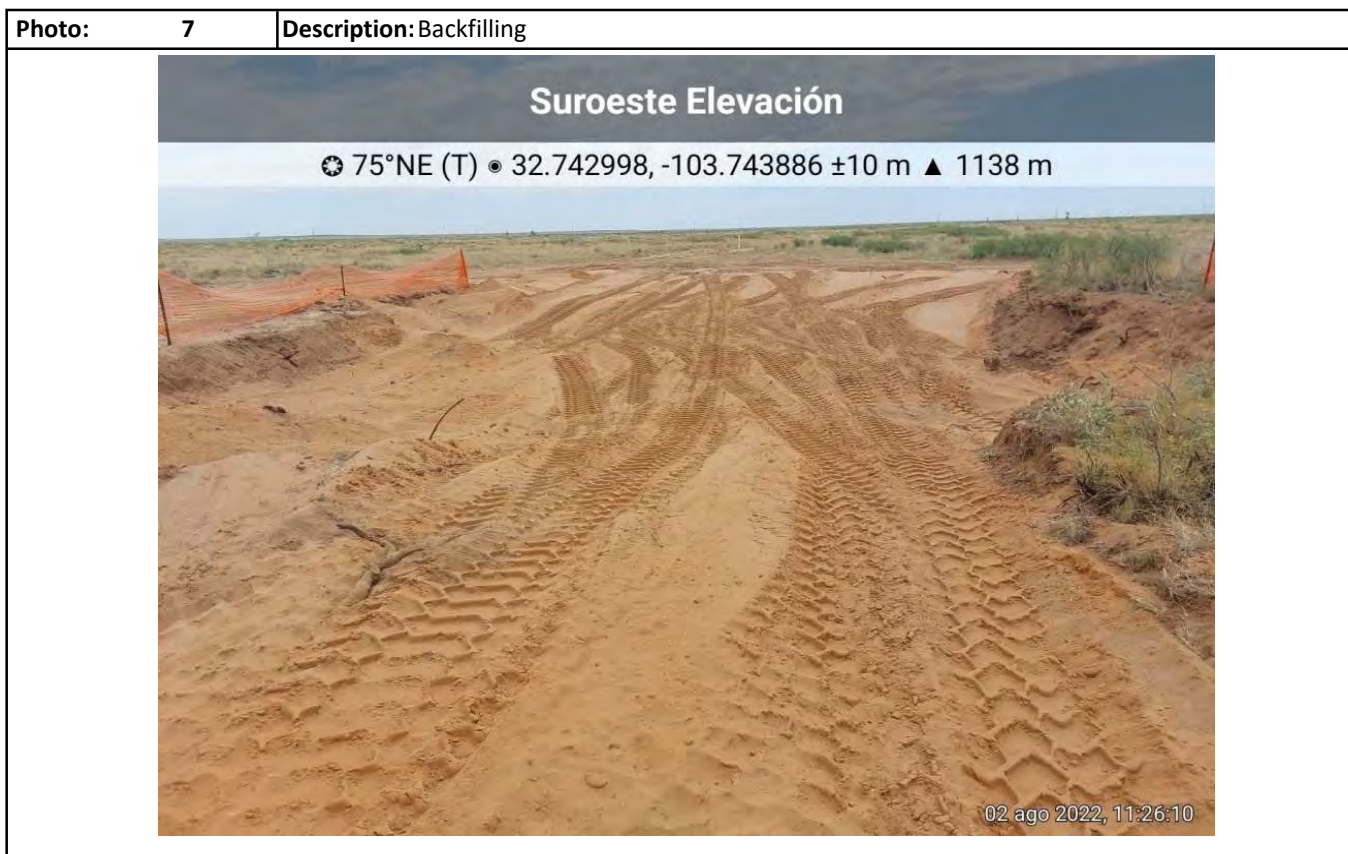 Photo: 7 Description: Backfilling
Suroeste Elevación
75°NE (T) ◉ 32.742998, -103.743886 ±10 m ▲ 1138 m
02 ago 2022, 11:26:10